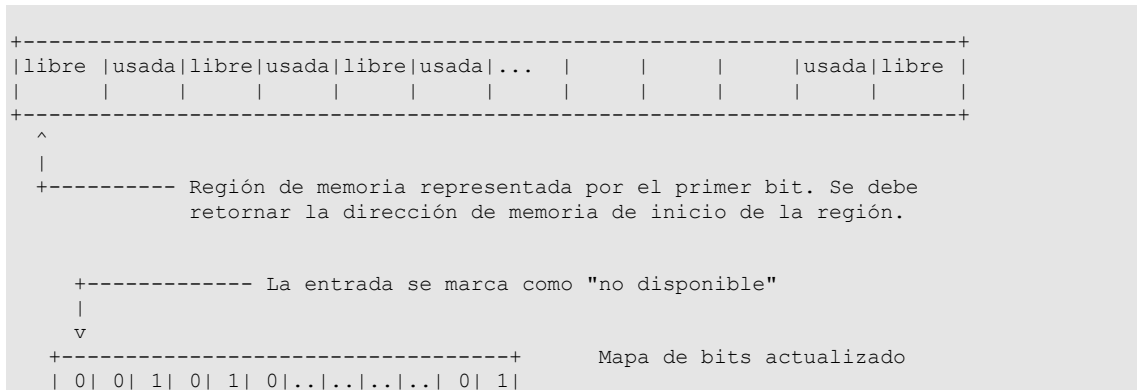 +-------------------------------------------------------------------------+
|libre |usada|libre|usada|libre|usada|... |     |     |     |usada|libre |
|      |     |     |     |     |     |     |     |     |     |     |      |
+-------------------------------------------------------------------------+
^
|
+---------- Región de memoria representada por el primer bit. Se debe
retornar la dirección de memoria de inicio de la región.
+------------- La entrada se marca como "no disponible"
|
v
+-----------------------------------+ Mapa de bits actualizado
| 0| 0| 1| 0| 1| 0|..|..|..|..| 0| 1|